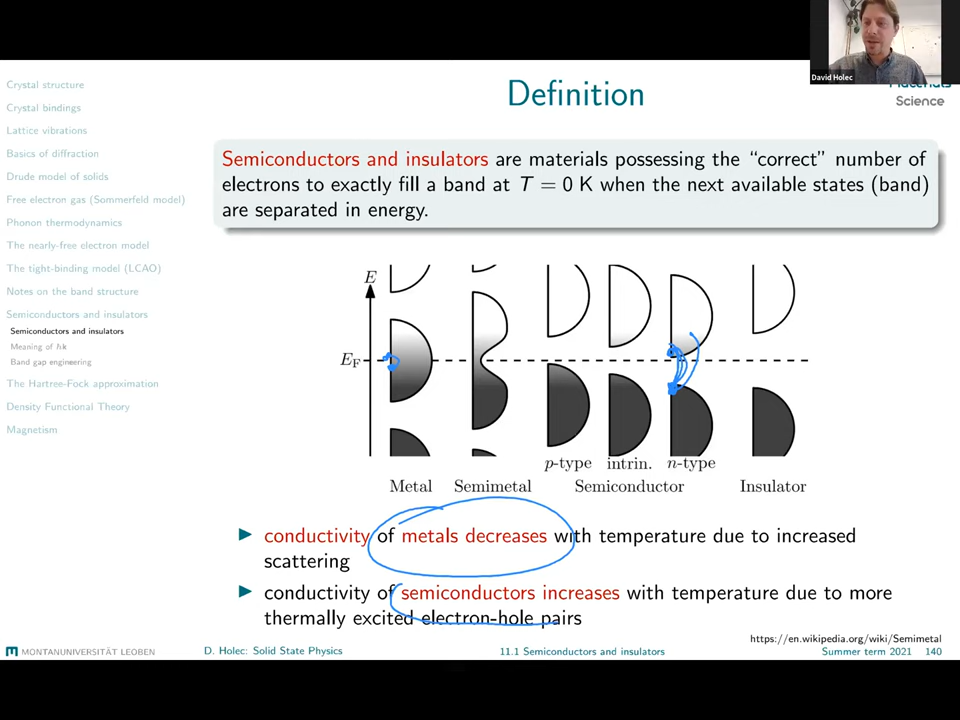 David Holec
Definition
Science
Crystal structure
Crystal bindings
Lattice vibrations
Basics of diffraction
Drude model of solids
Free electron gas (Sommerfeld model)
Phonon thermodynamics
The nearly-free electron model
The tight-binding model (LCAO)
Notes on the band structure
Semiconductors and insulators
Semiconductors and insulators
Meaning of ħk
Band gap engineering
The Hartree-Fock approximation
Density Functional Theory
Magnetism
Semiconductors and insulators are materials possessing the “correct” number of
electrons to exactly fill a band at T = 0 K when the next available states (band)
are separated in energy.
E
E_F
p-type intrin. n-type
Metal Semimetal Semiconductor Insulator
▶ conductivity of metals decreases with temperature due to increased
scattering
▶ conductivity of semiconductors increases with temperature due to more
thermally excited electron-hole pairs
https://en.wikipedia.org/wiki/Semimetal
MONTANUNIVERSITÄT LEOBEN D. Holec: Solid State Physics 11.1 Semiconductors and insulators Summer term 2021 140